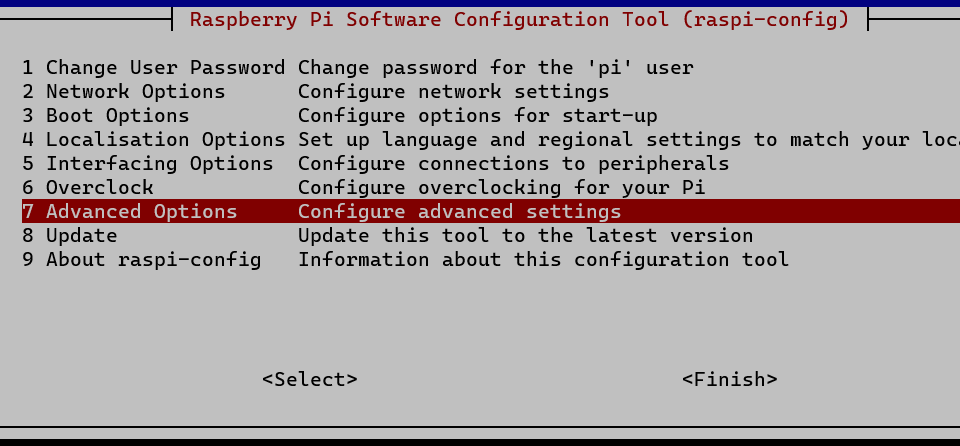 Raspberry Pi Software Configuration Tool (raspi-config)
1 Change User Password Change password for the 'pi' user
2 Network Options Configure network settings
3 Boot Options Configure options for start-up
4 Localisation Options Set up language and regional settings to match your loca
5 Interfacing Options Configure connections to peripherals
6 Overclock Configure overclocking for your Pi
7 Advanced Options Configure advanced settings
8 Update Update this tool to the latest version
9 About raspi-config Information about this configuration tool
<Select> <Finish>